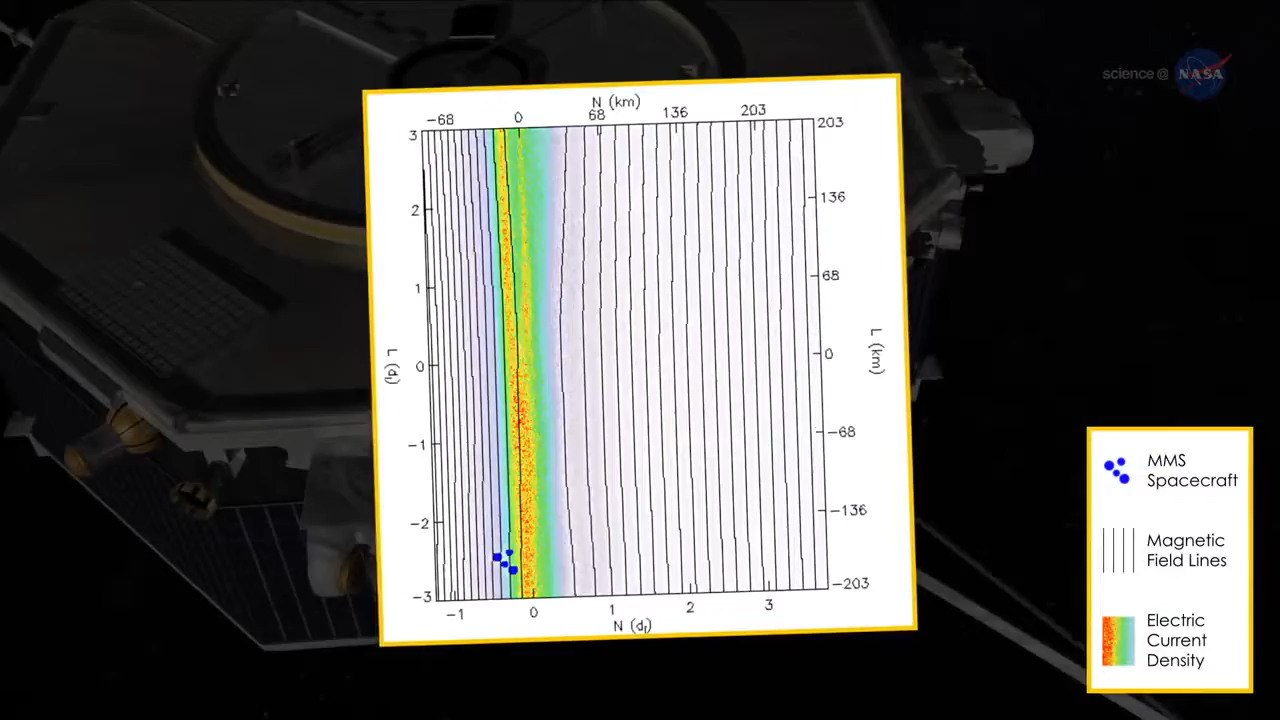 science @ NASA
N (km)
-68 0 68 136 203
3 203
2 136
1 68
0 0
-1 -68
-2 -136
-3 -203
L (di)
L (km)
-1 0 1 2 3
N (di)
MMS
Spacecraft
Magnetic
Field Lines
Electric
Current
Density